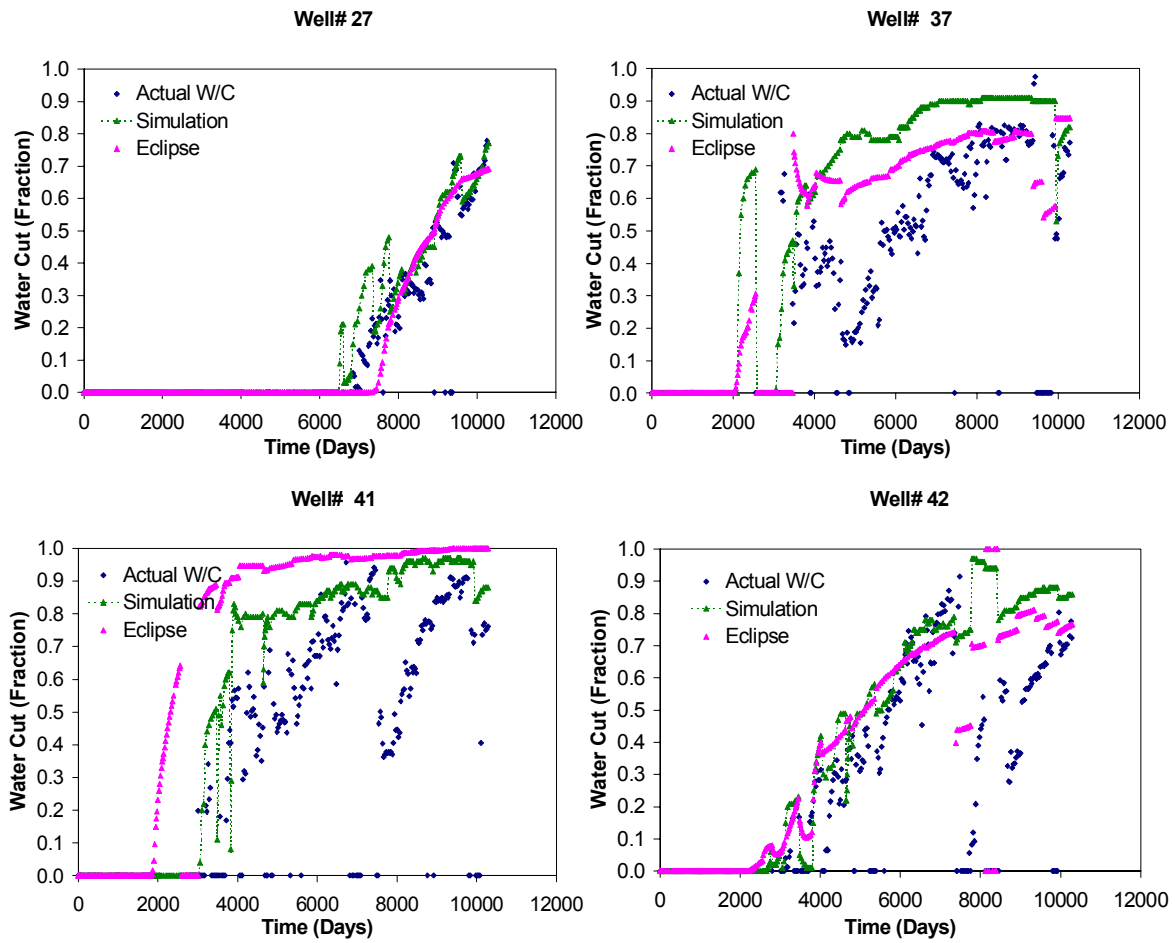 Well# 27
1.0
0.9
0.8
0.7
0.6
0.5
0.4
0.3
0.2
0.1
0.0
Water Cut (Fraction)
Actual W/C
Simulation
Eclipse
0 2000 4000 6000 8000 10000 12000
Time (Days)
Well# 37
1.0
0.9
0.8
0.7
0.6
0.5
0.4
0.3
0.2
0.1
0.0
Water Cut (Fraction)
Actual W/C
Simulation
Eclipse
0 2000 4000 6000 8000 10000 12000
Time (Days)
Well# 41
1.0
0.9
0.8
0.7
0.6
0.5
0.4
0.3
0.2
0.1
0.0
Water Cut (Fraction)
Actual W/C
Simulation
Eclipse
0 2000 4000 6000 8000 10000 12000
Time (Days)
Well# 42
1.0
0.9
0.8
0.7
0.6
0.5
0.4
0.3
0.2
0.1
0.0
Water Cut (Fraction)
Actual W/C
Simulation
Eclipse
0 2000 4000 6000 8000 10000 12000
Time (Days)